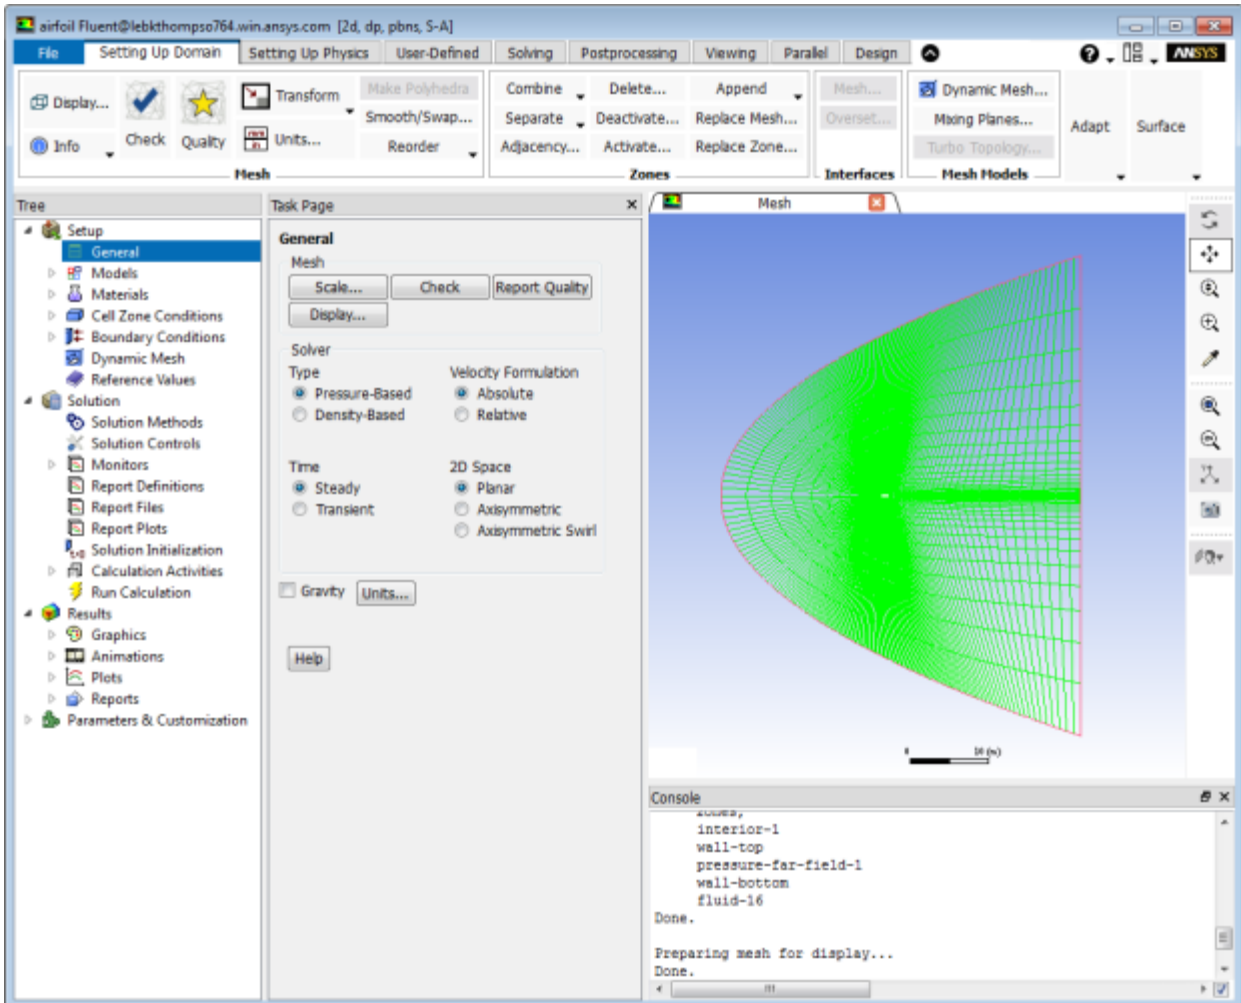 airfoil Fluent@lebkthompso764.win.ansys.com [2d, dp, pbns, S-A]
File Setting Up Domain Setting Up Physics User-Defined Solving Postprocessing Viewing Parallel Design ANSYS
Display... Check Quality Transform Make Polyhedra Combine Delete... Append Mesh... Dynamic Mesh... Adapt Surface
Smooth/Swap... Separate Deactivate... Replace Mesh... Overset... Mixing Planes...
Info Units... Reorder Adjacency... Activate... Replace Zone... Turbo Topology...
Mesh Zones Interfaces Mesh Models
Tree
Setup
General
Models
Materials
Cell Zone Conditions
Boundary Conditions
Dynamic Mesh
Reference Values
Solution
Solution Methods
Solution Controls
Monitors
Report Definitions
Report Files
Report Plots
Solution Initialization
Calculation Activities
Run Calculation
Results
Graphics
Animations
Plots
Reports
Parameters & Customization
Task Page
General
Mesh
Scale... Check Report Quality
Display...
Solver
Type Velocity Formulation
Pressure-Based Absolute
Density-Based Relative
Time 2D Space
Steady Planar
Transient Axisymmetric
Axisymmetric Swirl
Gravity Units...
Help
Mesh
0 10 (m)
Console
zones,
interior-1
wall-top
pressure-far-field-1
wall-bottom
fluid-16
Done.
Preparing mesh for display...
Done.